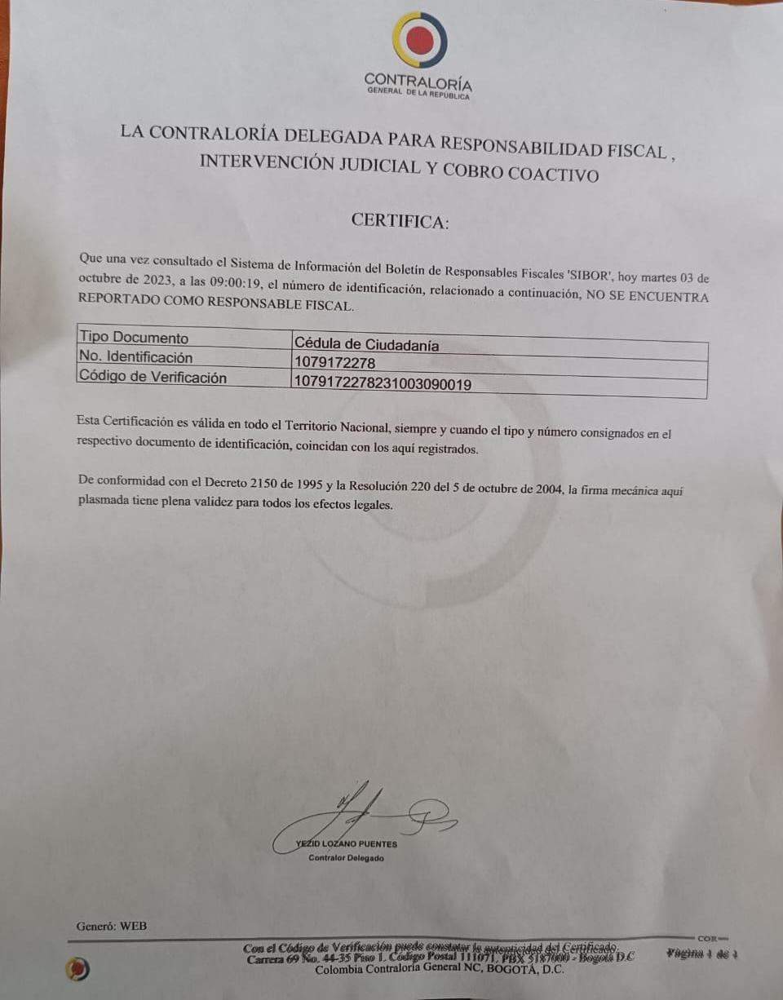 CONTRALORÍA
GENERAL DE LA REPÚBLICA
LA CONTRALORÍA DELEGADA PARA RESPONSABILIDAD FISCAL ,
INTERVENCIÓN JUDICIAL Y COBRO COACTIVO
CERTIFICA:
Que una vez consultado el Sistema de Información del Boletín de Responsables Fiscales 'SIBOR', hoy martes 03 de
octubre de 2023, a las 09:00:19, el número de identificación, relacionado a continuación, NO SE ENCUENTRA
REPORTADO COMO RESPONSABLE FISCAL.
Tipo Documento Cédula de Ciudadanía
No. Identificación 1079172278
Código de Verificación 1079172278231003090019
Esta Certificación es válida en todo el Territorio Nacional, siempre y cuando el tipo y número consignados en el
respectivo documento de identificación, coincidan con los aquí registrados.
De conformidad con el Decreto 2150 de 1995 y la Resolución 220 del 5 de octubre de 2004, la firma mecánica aquí
plasmada tiene plena validez para todos los efectos legales.
YEZID LOZANO PUENTES
Contralor Delegado
Generó: WEB
COR
Con el Código de Verificación puede constatar la autenticidad del Certificado.
Carrera 69 No. 44-35 Piso 1. Código Postal 111071. PBX 5187000 - Bogotá D.C
Colombia Contraloría General NC, BOGOTÁ, D.C.
Página 1 de 1